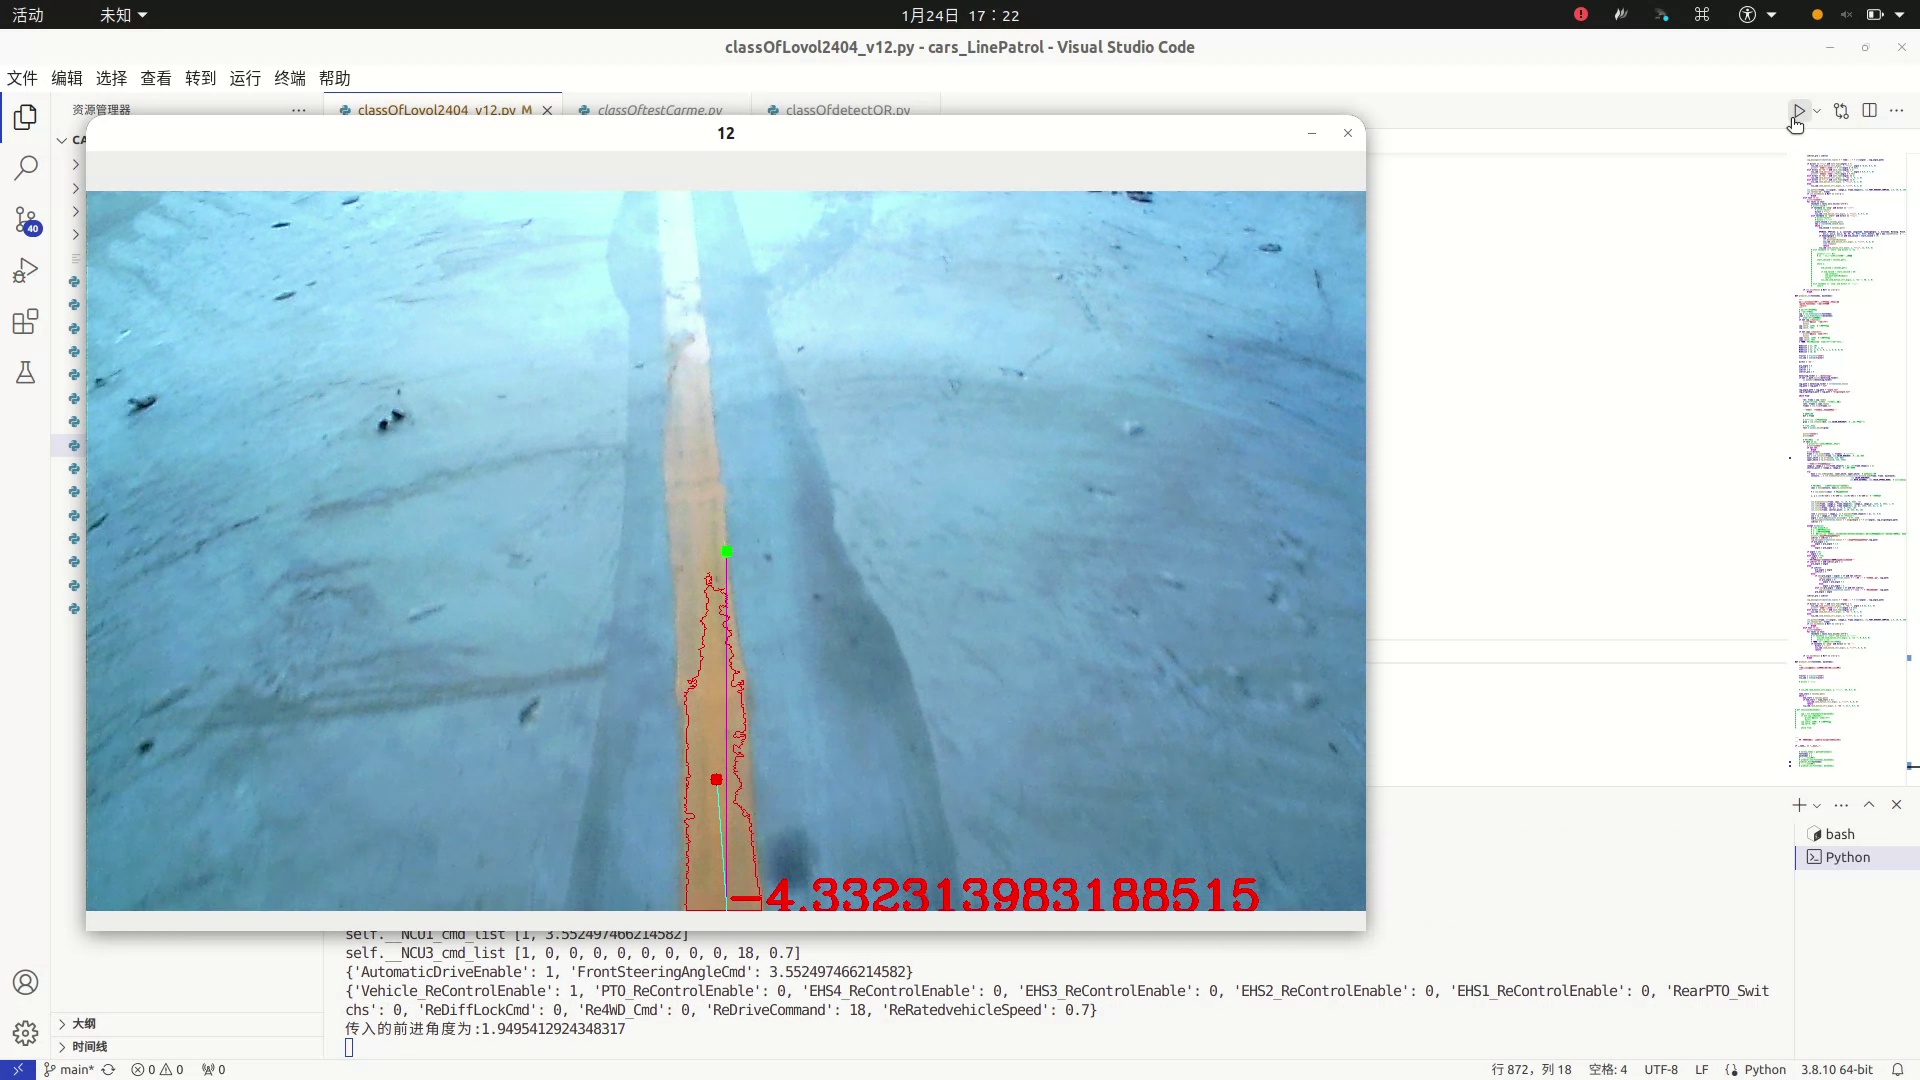 活动
未知
1月24日 17：22
classOfLovol2404_v12.py - cars_LinePatrol - Visual Studio Code
文件 编辑 选择 查看 转到 运行 终端 帮助
资源管理器
classOfLovol2404_v12.py M
classOftestCarme.py
classOfdetectQR.py
CA
12
40
-4.332313983188515
bash
Python
self.__NCU1_cmd_list [1, 3.552497466214582]
self.__NCU3_cmd_list [1, 0, 0, 0, 0, 0, 0, 0, 0, 18, 0.7]
{'AutomaticDriveEnable': 1, 'FrontSteeringAngleCmd': 3.552497466214582}
{'Vehicle_ReControlEnable': 1, 'PTO_ReControlEnable': 0, 'EHS4_ReControlEnable': 0, 'EHS3_ReControlEnable': 0, 'EHS2_ReControlEnable': 0, 'EHS1_ReControlEnable': 0, 'RearPTO_Swit
chs': 0, 'ReDiffLockCmd': 0, 'Re4WD_Cmd': 0, 'ReDriveCommand': 18, 'ReRatedvehicleSpeed': 0.7}
传入的前进角度为:1.9495412924348317
大纲
时间线
main* 0 0 0
行 872，列 18 空格: 4 UTF-8 LF Python 3.8.10 64-bit